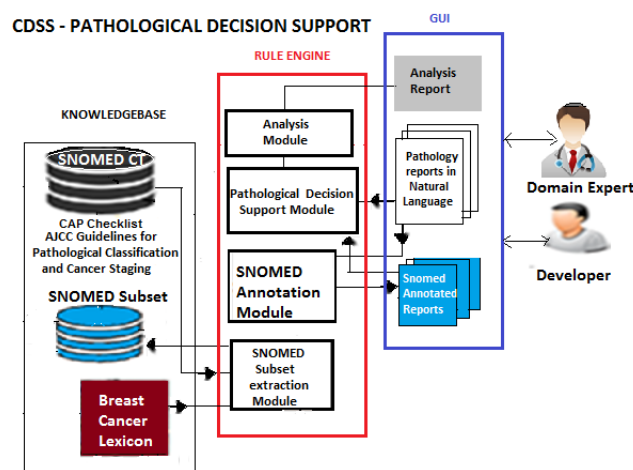 CDSS - PATHOLOGICAL DECISION SUPPORT
GUI
RULE ENGINE
KNOWLEDGEBASE
Analysis
Report
Analysis
Module
SNOMED CT
Pathology
reports in
Natural
Language
Pathological Decision
Support Module
Domain Expert
CAP Checklist
AJCC Guidelines for
Pathological Classification
and Cancer Staging
SNOMED
Annotation
Module
Snomed
Annotated
Reports
Developer
SNOMED Subset
SNOMED
Subset
extraction
Module
Breast
Cancer
Lexicon